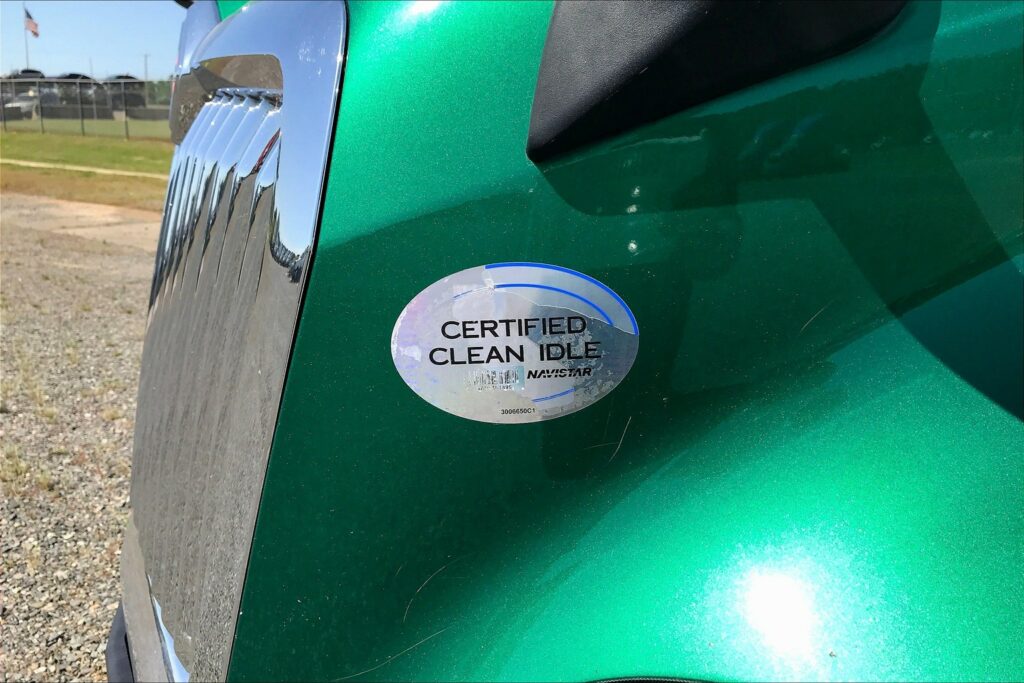 CERTIFIED
CLEAN IDLE
NAVISTAR
3006650C1